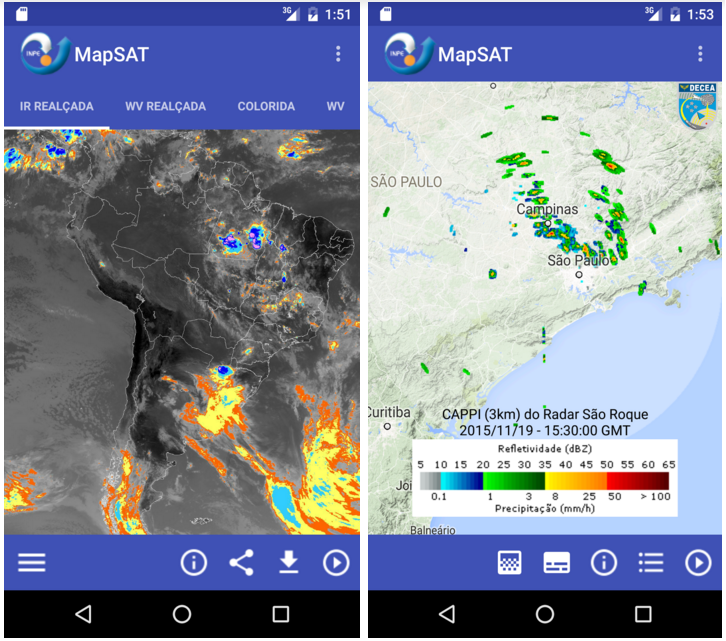 3G 1:51
INPE MapSAT
IR REALÇADA WV REALÇADA COLORIDA WV
3G 1:53
INPE MapSAT
DECEA
SÃO PAULO
Campinas
São Paulo
Curitiba
CAPPI (3km) do Radar São Roque
2015/11/19 - 15:30:00 GMT
Refletividade (dBZ)
5 10 15 20 25 30 35 40 45 50 55 60 65
0.1 1 3 8 25 50 > 100
Precipitação (mm/h)
Joi
Balneário